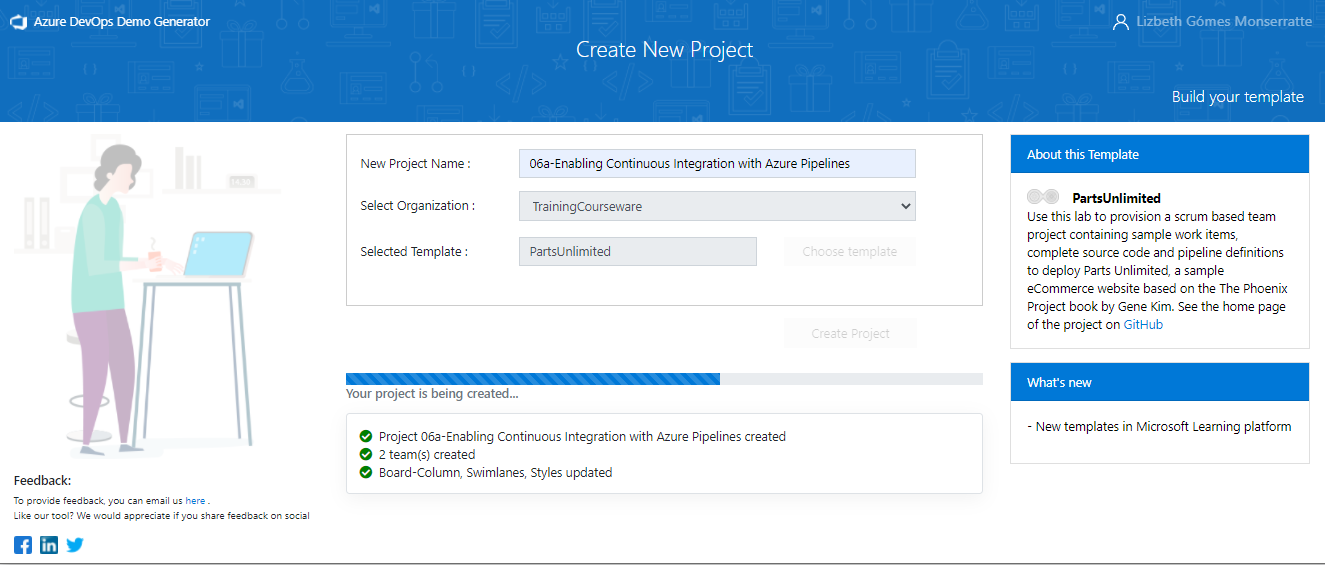 Azure DevOps Demo Generator
Lizbeth Gómes Monserratte
Create New Project
Build your template
New Project Name :
06a-Enabling Continuous Integration with Azure Pipelines
Select Organization :
TrainingCourseware
Selected Template :
PartsUnlimited
Choose template
Create Project
Your project is being created...
Project 06a-Enabling Continuous Integration with Azure Pipelines created
2 team(s) created
Board-Column, Swimlanes, Styles updated
About this Template
PartsUnlimited
Use this lab to provision a scrum based team
project containing sample work items,
complete source code and pipeline definitions
to deploy Parts Unlimited, a sample
eCommerce website based on the The Phoenix
Project book by Gene Kim. See the home page
of the project on GitHub
What's new
- New templates in Microsoft Learning platform
Feedback:
To provide feedback, you can email us here .
Like our tool? We would appreciate if you share feedback on social